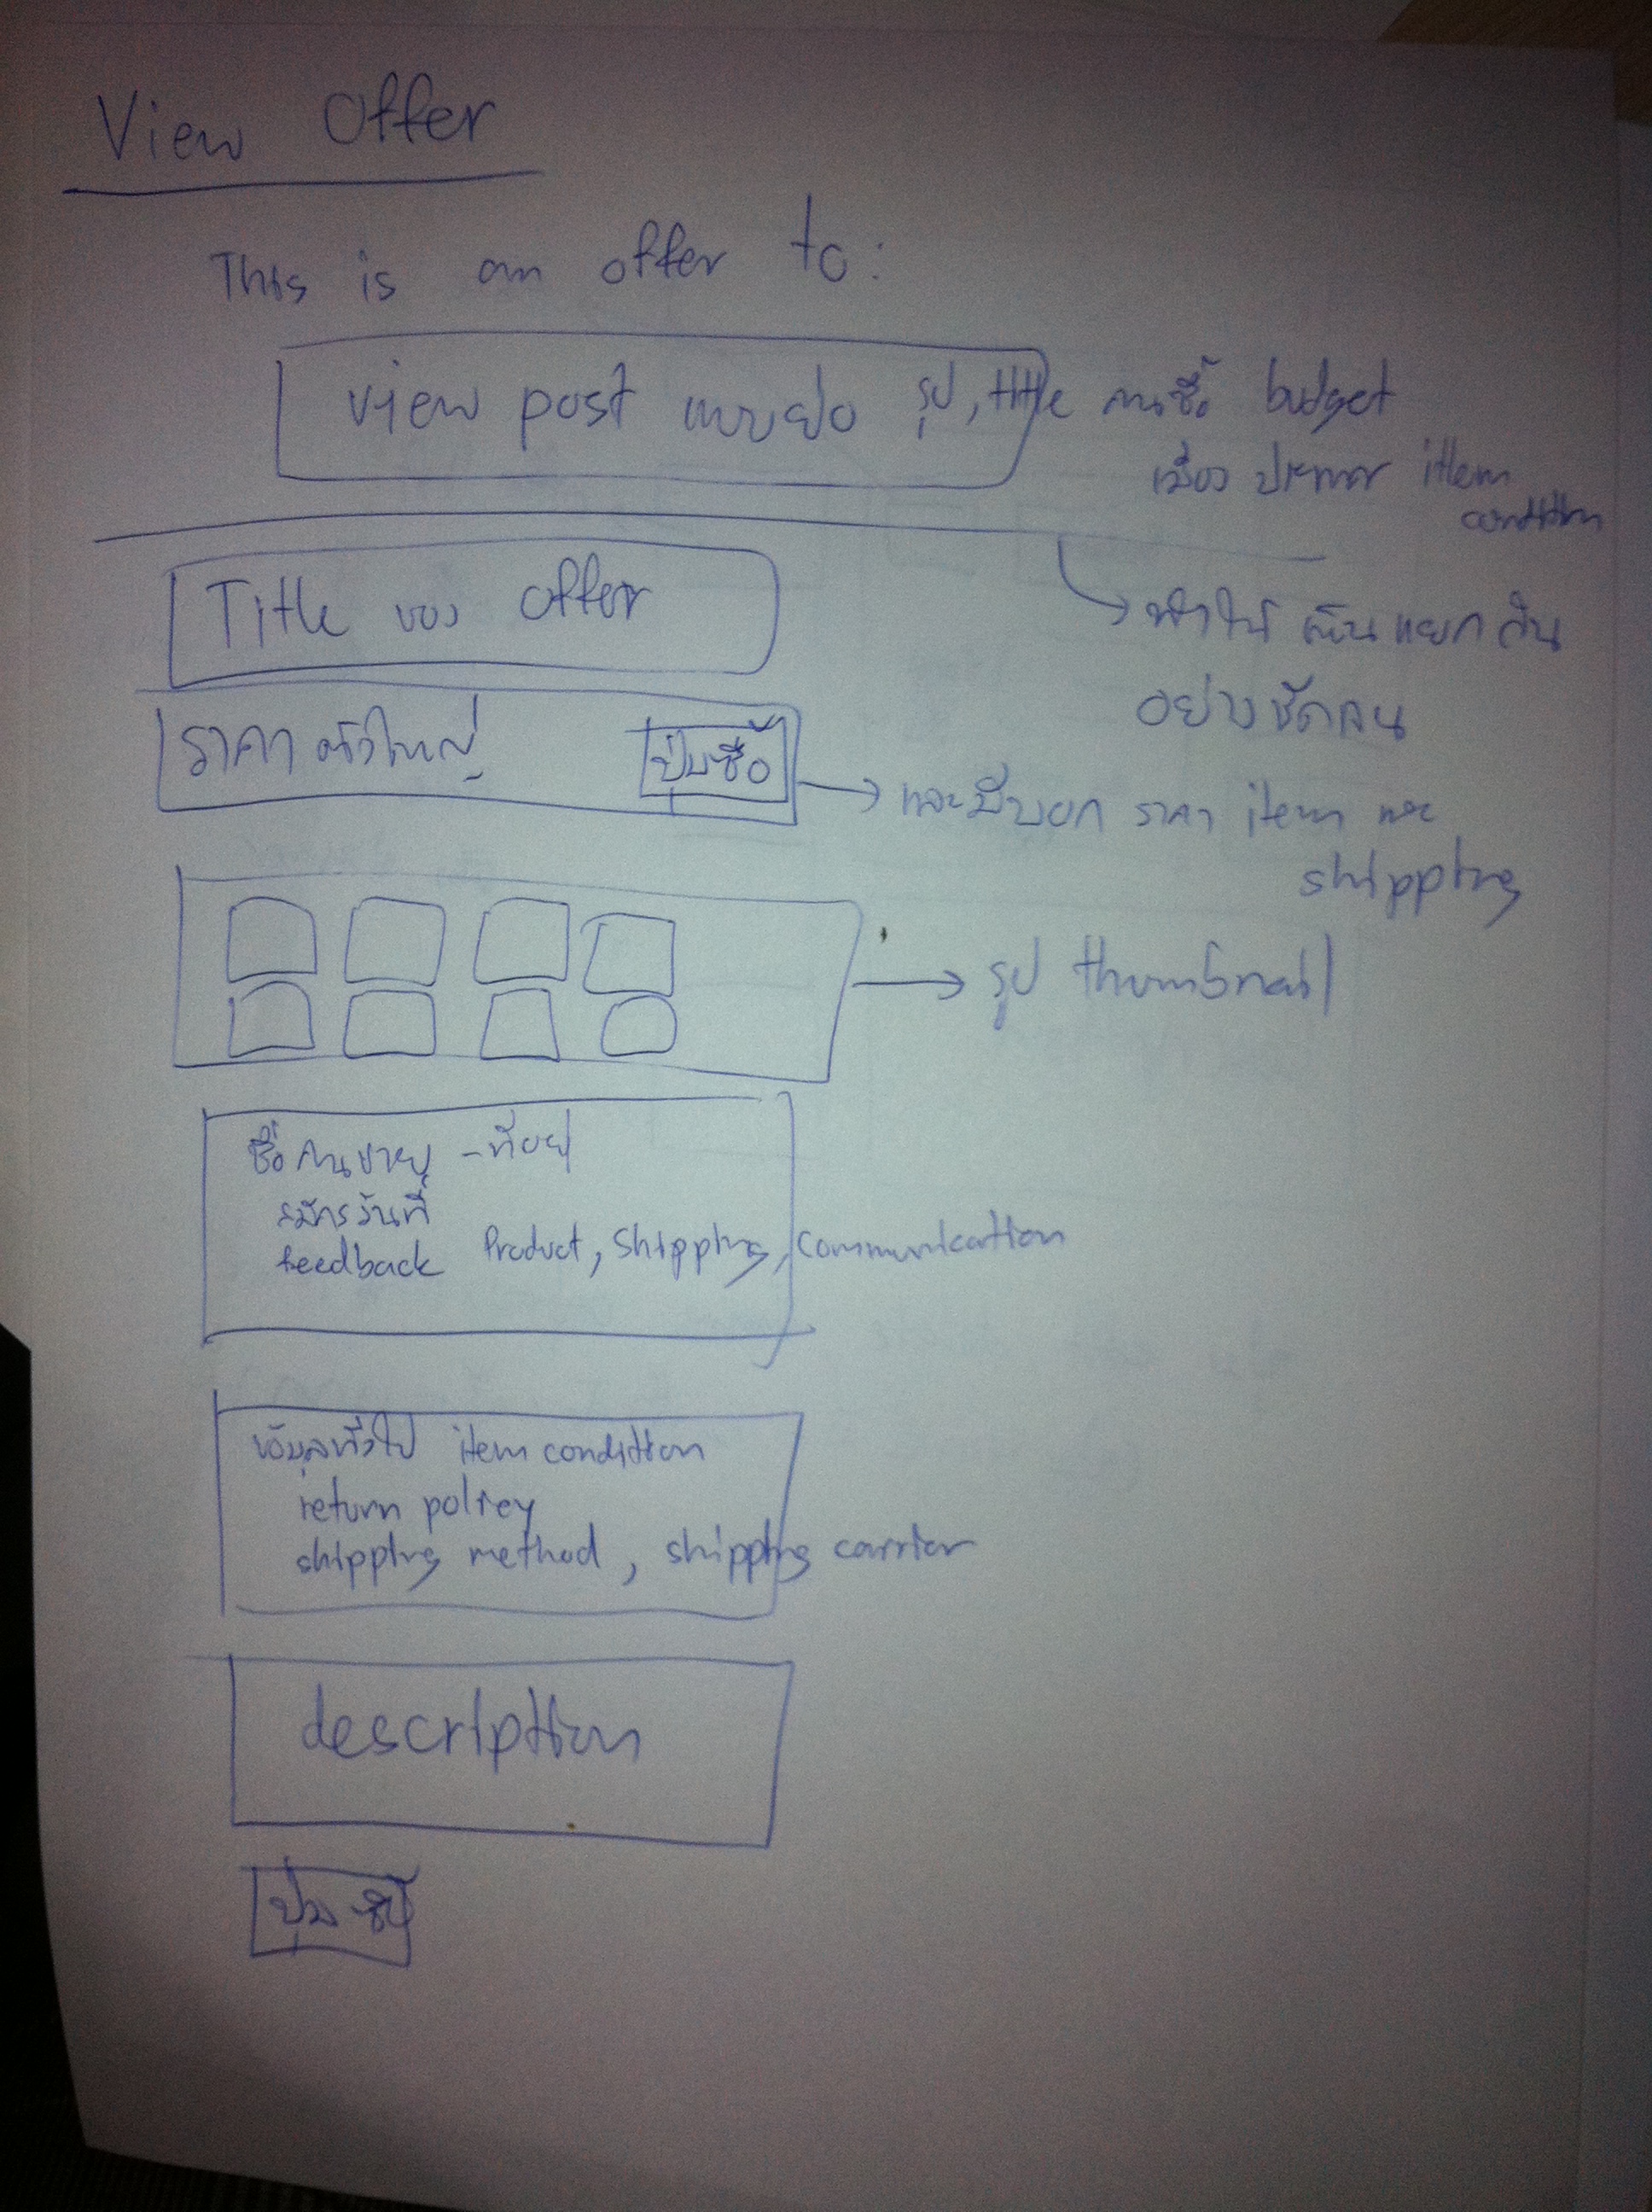 View Offer
This is an offer to:
view post แบบย่อ รูป, title คนซื้อ budget
เมือง ประเทศ item
condition
Title ของ offer
ทำให้เห็นแยกกัน
อย่างชัดเจน
ราคาตัวใหญ่ ปุ่มซื้อ
และมีบอก ราคา item และ
shipping
รูป thumbnail
ชื่อคนขาย - ที่อยู่
สมัครวันที่
feedback Product, Shipping, Communication
ข้อมูลทั่วไป item condition
return policy
shipping method, shipping carrier
description
ปุ่มซื้อ